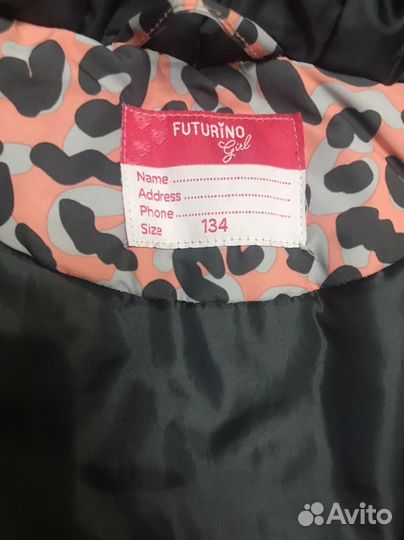 FUTURINO
Girl
Name
Address
Phone
Size 134
Avito